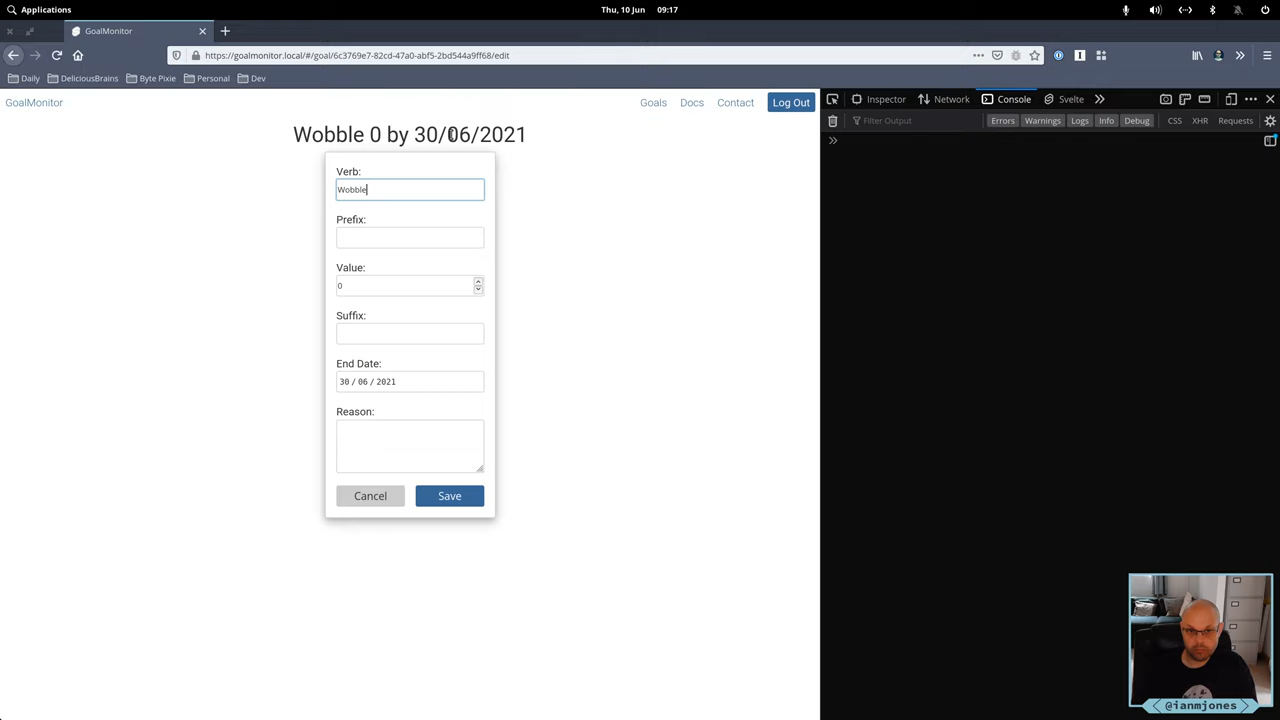 Applications
Thu, 10 Jun 09:17
GoalMonitor
https://goalmonitor.local/#/goal/6c3769e7-82cd-47a0-abf5-2bd544a9ff68/edit
Daily DeliciousBrains Byte Pixie Personal Dev
GoalMonitor
Goals Docs Contact Log Out
Inspector Network Console Svelte
Filter Output
Errors Warnings Logs Info Debug CSS XHR Requests
Wobble 0 by 30/06/2021
Verb:
Wobble
Prefix:
Value:
0
Suffix:
End Date:
30 / 06 / 2021
Reason:
Cancel Save
@ianmjones